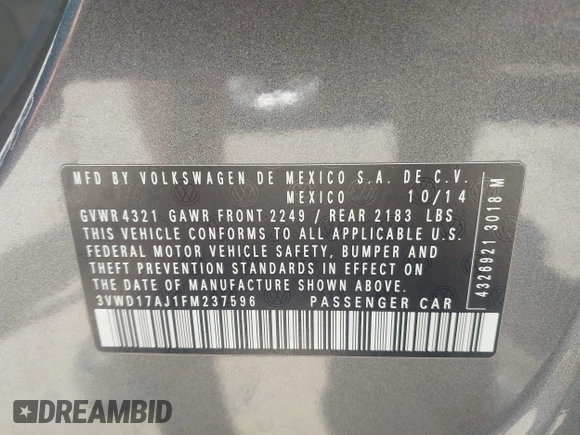 MFD BY VOLKSWAGEN DE MEXICO S.A. DE C.V.
MEXICO 10/14
GVWR 4321 GAWR FRONT 2249 / REAR 2183 LBS
THIS VEHICLE CONFORMS TO ALL APPLICABLE U.S.
FEDERAL MOTOR VEHICLE SAFETY, BUMPER AND
THEFT PREVENTION STANDARDS IN EFFECT ON
THE DATE OF MANUFACTURE SHOWN ABOVE.
3VWD17AJ1FM237596 PASSENGER CAR
4326921 3018 M
DREAMBID